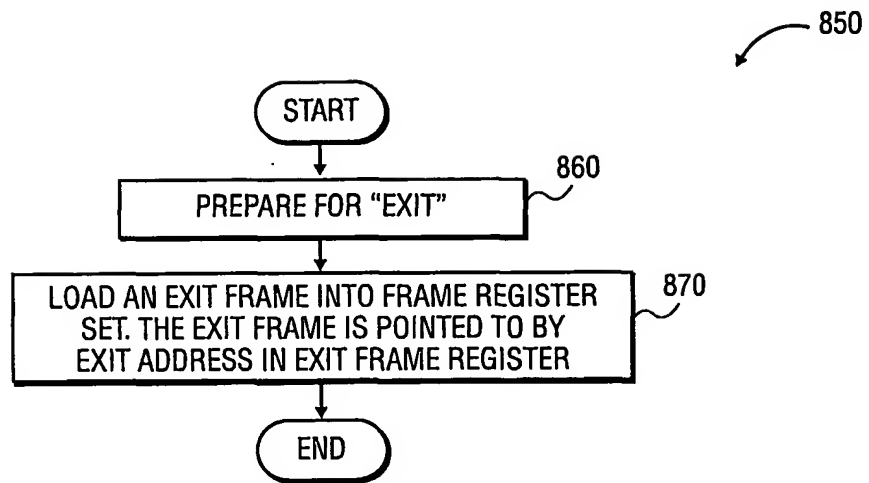 850
START
860
PREPARE FOR “EXIT”
870
LOAD AN EXIT FRAME INTO FRAME REGISTER
SET. THE EXIT FRAME IS POINTED TO BY
EXIT ADDRESS IN EXIT FRAME REGISTER
END